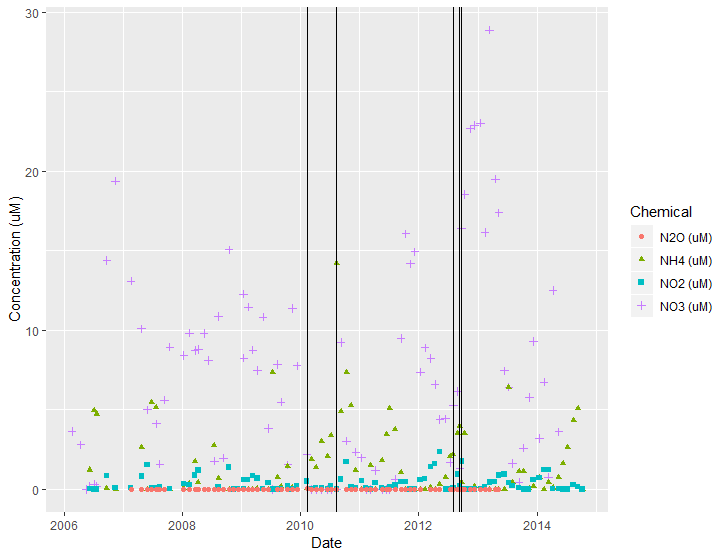 30
20
10
0
Concentration (uM)
2006 2008 2010 2012 2014
Date
Chemical
N2O (uM)
NH4 (uM)
NO2 (uM)
NO3 (uM)